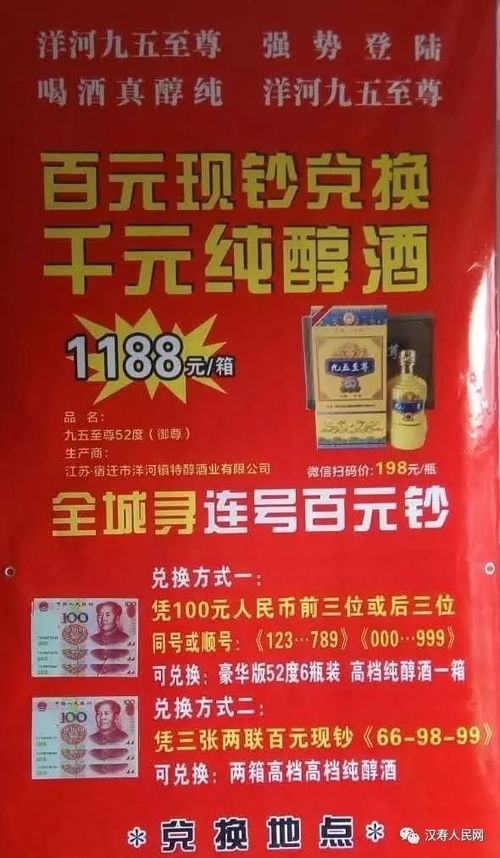 洋河九五至尊 强势登陆
喝酒真醇纯 洋河九五至尊
百元现钞兑换
千元纯醇酒
1188元/箱
九五至尊
品名：
九五至尊52度（御尊）
生产商：
江苏·宿迁市洋河镇特醇酒业有限公司
微信扫码价：198元/瓶
全城寻连号百元钞
兑换方式一：
凭100元人民币前三位或后三位
同号或顺号：《123…789》《000…999》
可兑换：豪华版52度6瓶装 高档纯醇酒一箱
100
兑换方式二：
凭三张两联百元现钞《66-98-99》
可兑换：两箱高档高档纯醇酒
100
*兑换地点*
汉寿人民网